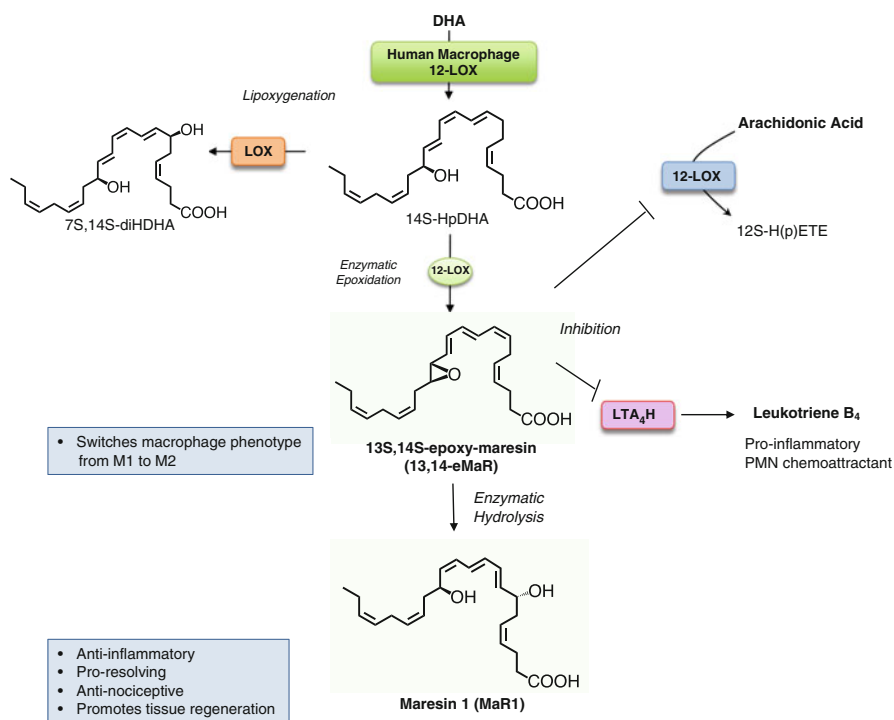 DHA
Human Macrophage
12-LOX
Lipoxygenation
LOX
OH
OH
COOH
7S,14S-diHDHA
OH
COOH
14S-HpDHA
Arachidonic Acid
12-LOX
12S-H(p)ETE
Enzymatic
Epoxidation
12-LOX
Inhibition
O
COOH
13S,14S-epoxy-maresin
(13,14-eMaR)
LTA4H
Leukotriene B4
Pro-inflammatory
PMN chemoattractant
• Switches macrophage phenotype
from M1 to M2
Enzymatic
Hydrolysis
OH
OH
COOH
Maresin 1 (MaR1)
• Anti-inflammatory
• Pro-resolving
• Anti-nociceptive
• Promotes tissue regeneration